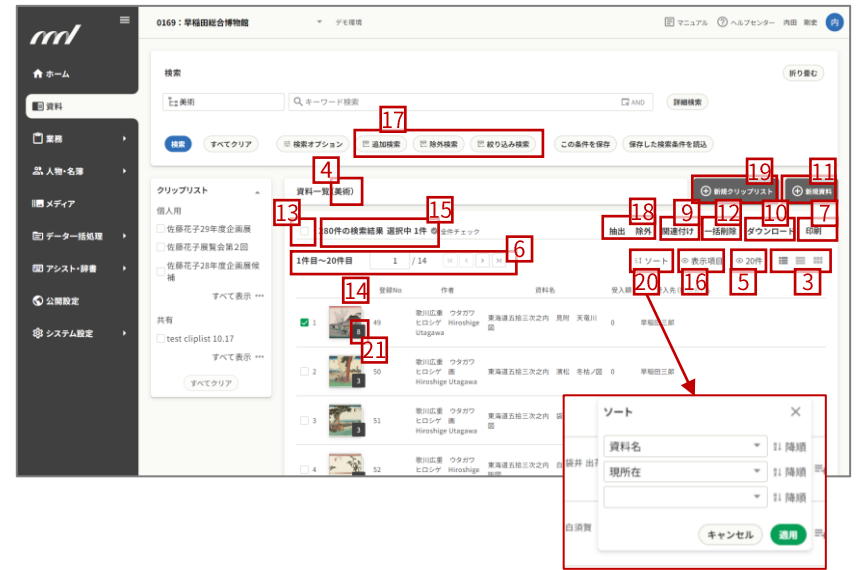 0169：早稲田総合博物館 デモ環境 マニュアル ヘルプセンター 内田 剛史 内
ホーム
資料
業務
人物・名簿
メディア
データ一括処理
アシスト・辞書
公開設定
システム設定
検索 折り畳む
美術 キーワード検索 AND 詳細検索
17
検索 すべてクリア 検索オプション 追加検索 除外検索 絞り込み検索 この条件を保存 保存した検索条件を読込
4 19 11
クリップリスト
個人用
佐藤花子29年度企画展
佐藤花子展覧会第2回
佐藤花子28年度企画展候
補
すべて表示
共有
test cliplist 10.17
すべて表示
すべてクリア
資料一覧(美術) 新規クリップリスト 新規資料
13 15 18 9 12 10 7
280件の検索結果 選択中 1件 全件チェック 抽出 除外 関連付け 一括削除 ダウンロード 印刷
6
1件目～20件目 1 / 14 ソート 表示項目 20件
14 20 16 5 3
登録No 作者 資料名
1 8 49 歌川広重 ウタガワ
ヒロシゲ Hiroshige
Utagawa
東海道五拾三次之内 見附 天竜川
図
0 早稲田三郎
21
2 3 50 歌川広重 ウタガワ
ヒロシゲ 画
Hiroshige Utagawa
東海道五拾三次之内 濱松 冬枯ノ図 0 早稲田三郎
3 3 51 歌川広重 ウタガワ
ヒロシゲ 画
Hiroshige Utagawa
東海道五拾三次之内 袋
図
4 52 歌川広重 ウタガワ
ヒロシゲ Hiroshige
東海道五拾三次之内 白
ソート
資料名 降順
現所在 降順
降順
キャンセル 適用
袋井 出
白須賀